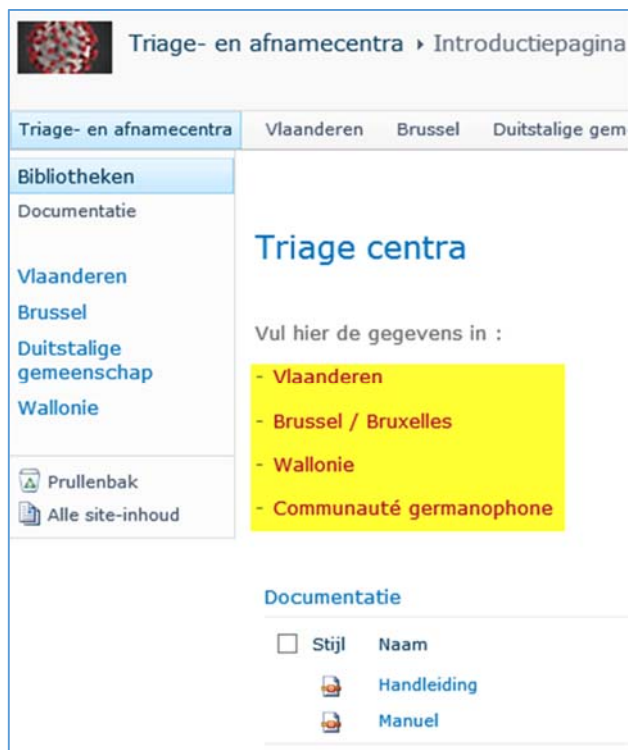 Triage- en afnamecentra ▸ Introductiepagina
Triage- en afnamecentra Vlaanderen Brussel Duitstalige gem
Bibliotheken
Documentatie
Vlaanderen
Brussel
Duitstalige
gemeenschap
Wallonie
Prullenbak
Alle site-inhoud
Triage centra
Vul hier de gegevens in :
- Vlaanderen
- Brussel / Bruxelles
- Wallonie
- Communauté germanophone
Documentatie
Stijl Naam
Handleiding
Manuel